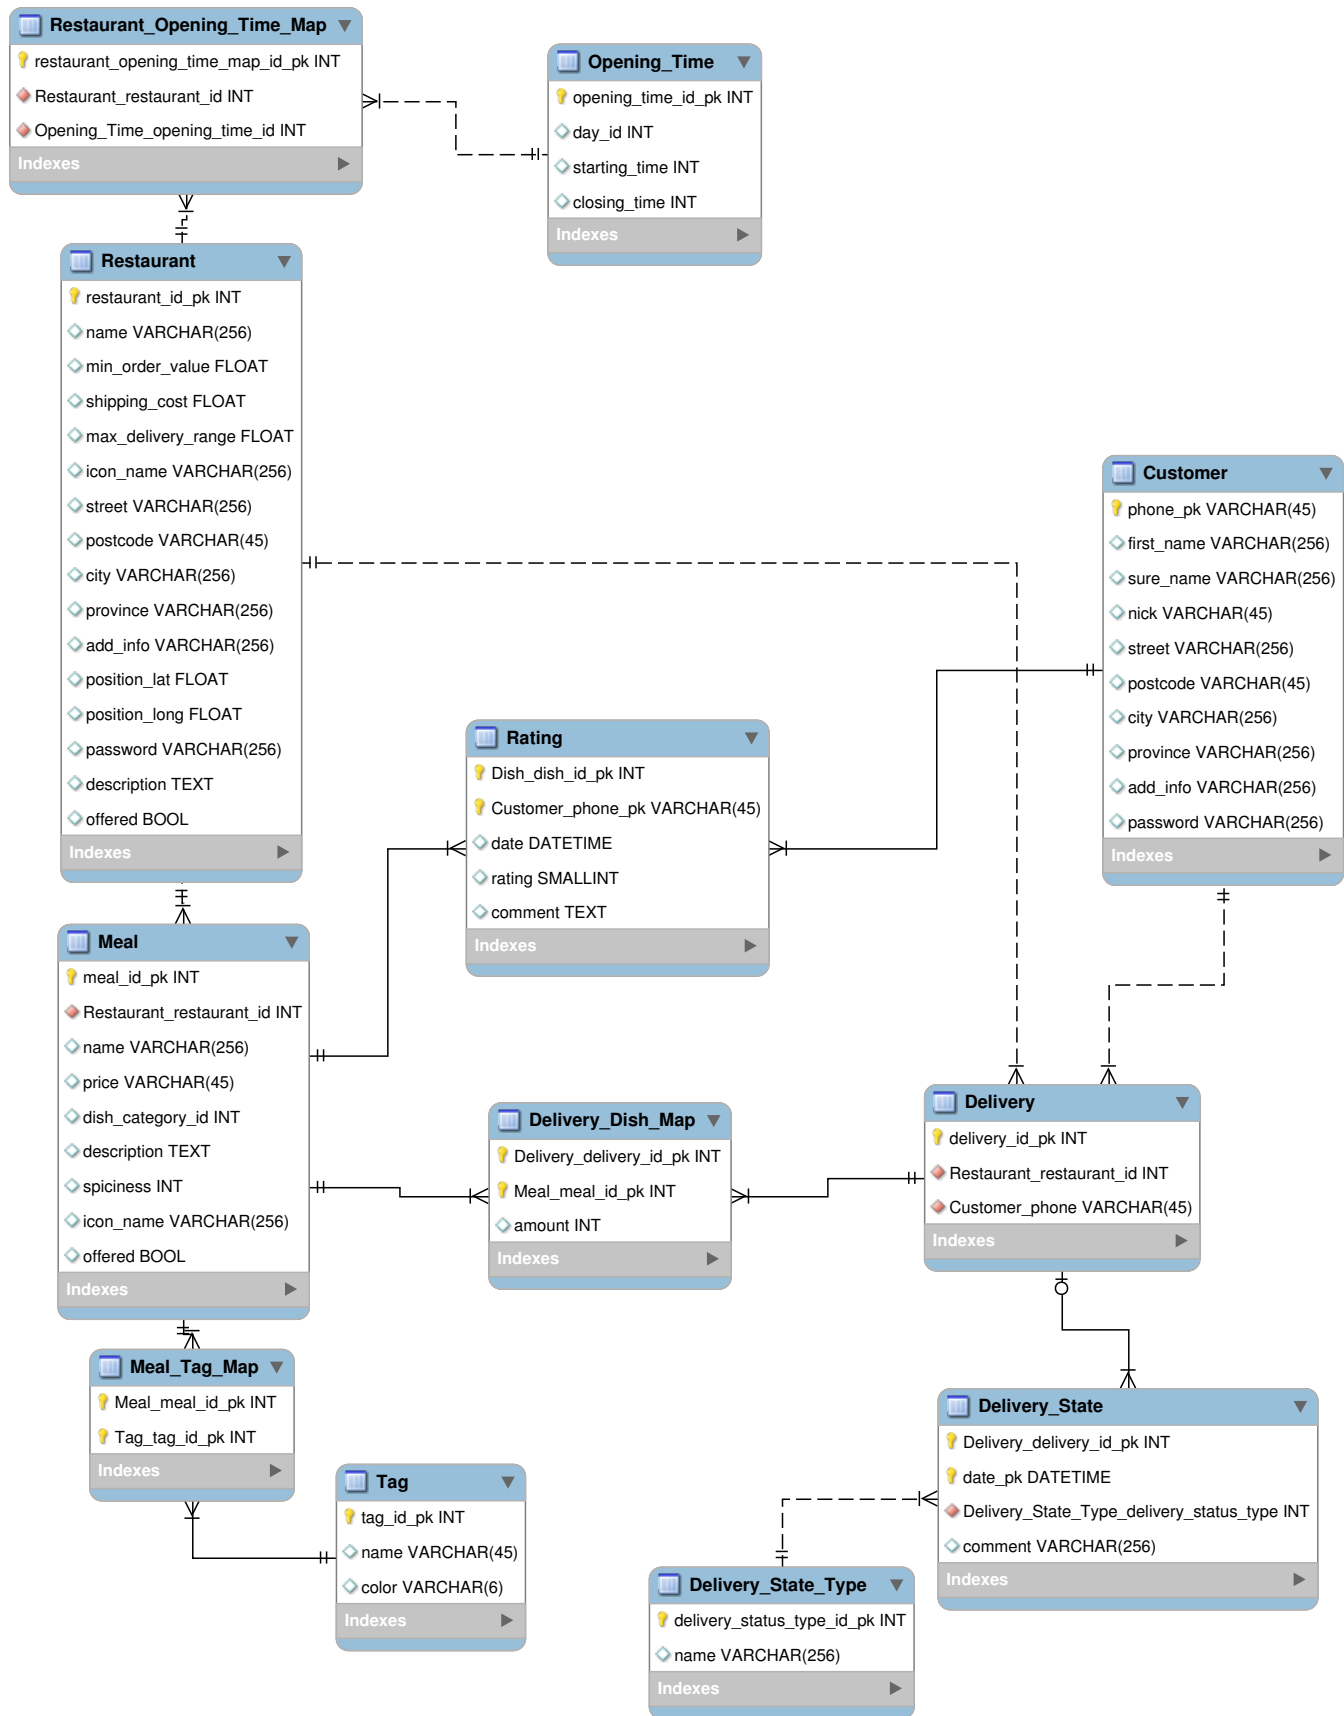 Restaurant_Opening_Time_Map
restaurant_opening_time_map_id_pk INT
Restaurant_restaurant_id INT
Opening_Time_opening_time_id INT
Indexes
Opening_Time
opening_time_id_pk INT
day_id INT
starting_time INT
closing_time INT
Indexes
Restaurant
restaurant_id_pk INT
name VARCHAR(256)
min_order_value FLOAT
shipping_cost FLOAT
max_delivery_range FLOAT
icon_name VARCHAR(256)
street VARCHAR(256)
postcode VARCHAR(45)
city VARCHAR(256)
province VARCHAR(256)
add_info VARCHAR(256)
position_lat FLOAT
position_long FLOAT
password VARCHAR(256)
description TEXT
offered BOOL
Indexes
Customer
phone_pk VARCHAR(45)
first_name VARCHAR(256)
sure_name VARCHAR(256)
nick VARCHAR(45)
street VARCHAR(256)
postcode VARCHAR(45)
city VARCHAR(256)
province VARCHAR(256)
add_info VARCHAR(256)
password VARCHAR(256)
Indexes
Rating
Dish_dish_id_pk INT
Customer_phone_pk VARCHAR(45)
date DATETIME
rating SMALLINT
comment TEXT
Indexes
Meal
meal_id_pk INT
Restaurant_restaurant_id INT
name VARCHAR(256)
price VARCHAR(45)
dish_category_id INT
description TEXT
spiciness INT
icon_name VARCHAR(256)
offered BOOL
Indexes
Delivery_Dish_Map
Delivery_delivery_id_pk INT
Meal_meal_id_pk INT
amount INT
Indexes
Delivery
delivery_id_pk INT
Restaurant_restaurant_id INT
Customer_phone VARCHAR(45)
Indexes
Meal_Tag_Map
Meal_meal_id_pk INT
Tag_tag_id_pk INT
Indexes
Tag
tag_id_pk INT
name VARCHAR(45)
color VARCHAR(6)
Indexes
Delivery_State
Delivery_delivery_id_pk INT
date_pk DATETIME
Delivery_State_Type_delivery_status_type INT
comment VARCHAR(256)
Indexes
Delivery_State_Type
delivery_status_type_id_pk INT
name VARCHAR(256)
Indexes